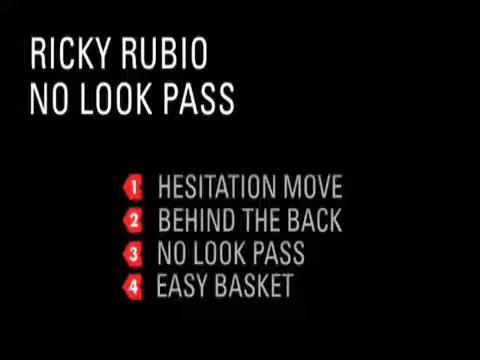 RICKY RUBIO
NO LOOK PASS
1 HESITATION MOVE
2 BEHIND THE BACK
3 NO LOOK PASS
4 EASY BASKET